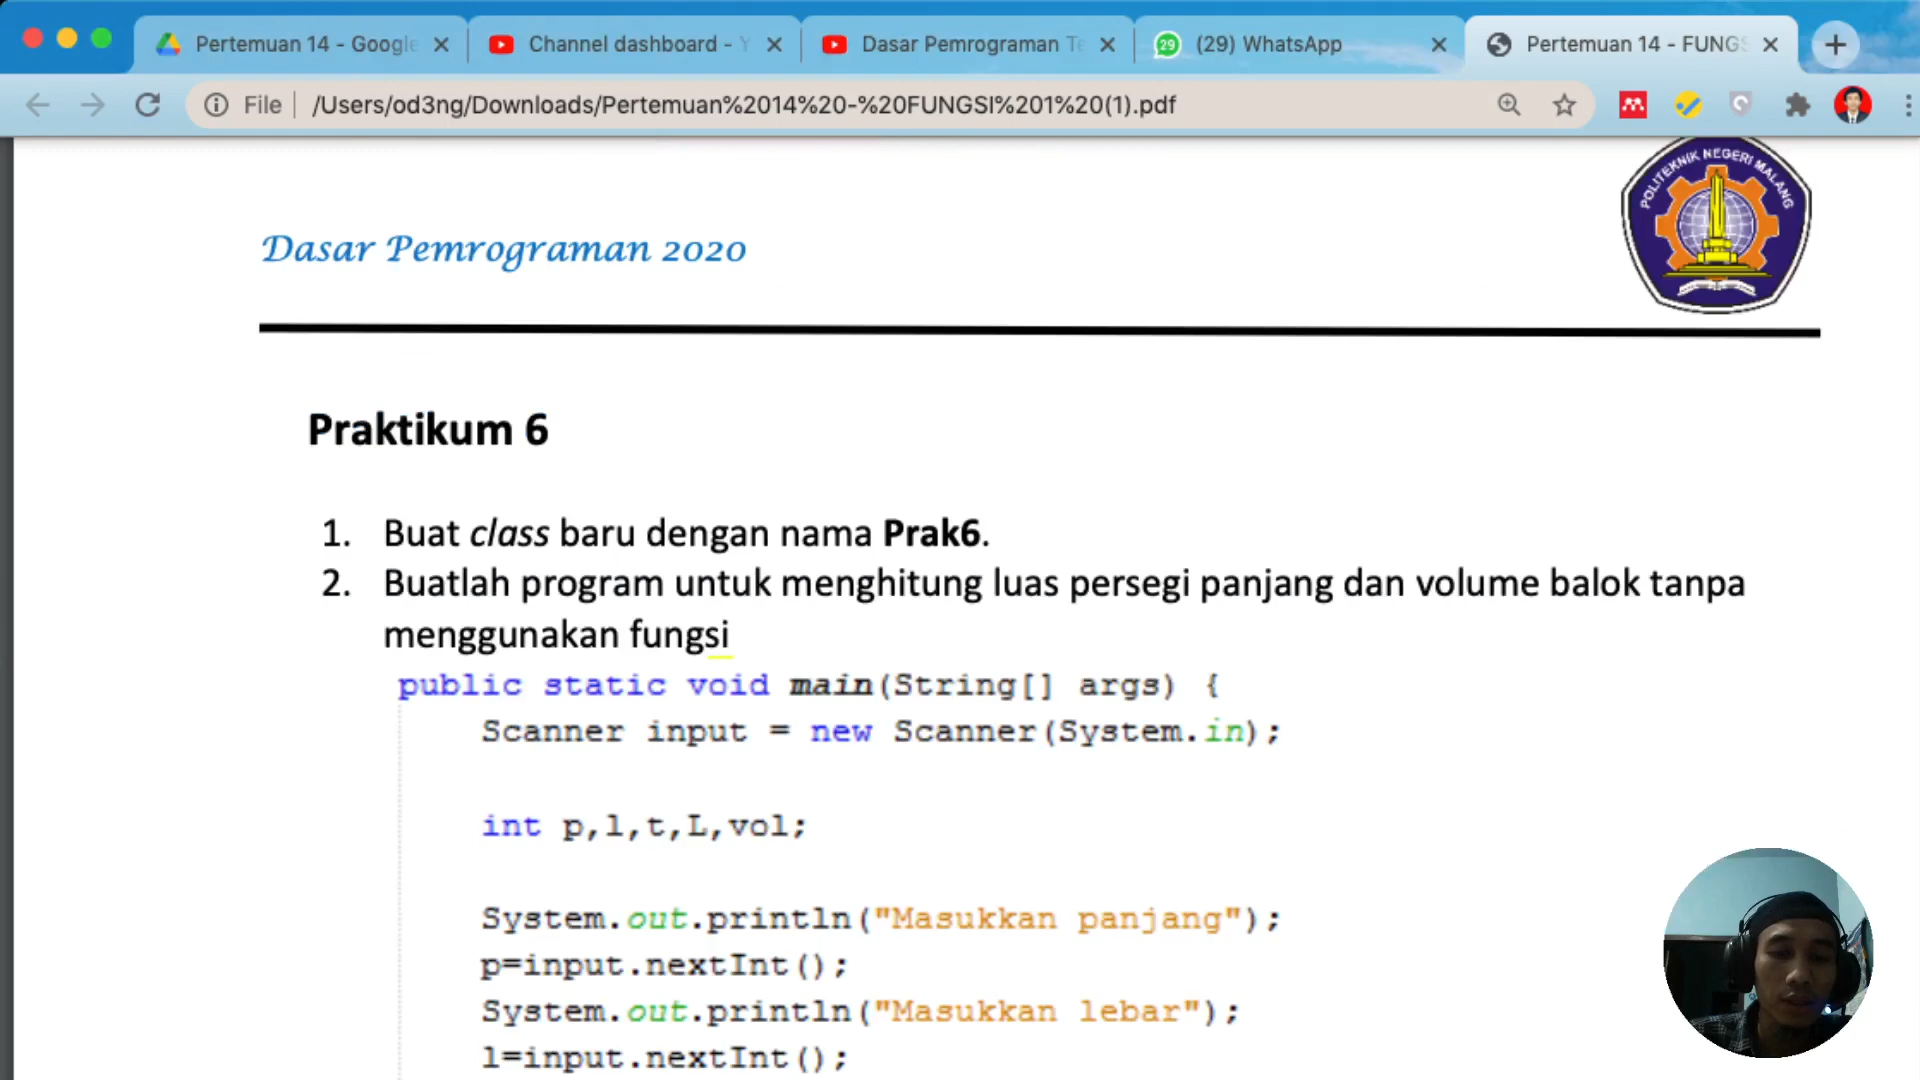 Pertemuan 14 - Google
Channel dashboard - Y
Dasar Pemrograman Te
29
(29) WhatsApp
Pertemuan 14 - FUNGS
File
/Users/od3ng/Downloads/Pertemuan%2014%20-%20FUNGSI%201%20(1).pdf
POLITEKNIK NEGERI MALANG
Dasar Pemrograman 2020
Praktikum 6
1. Buat class baru dengan nama Prak6.
2. Buatlah program untuk menghitung luas persegi panjang dan volume balok tanpa
menggunakan fungsi
public static void main(String[] args) {
Scanner input = new Scanner(System.in);
int p,l,t,L,vol;
System.out.println("Masukkan panjang");
p=input.nextInt();
System.out.println("Masukkan lebar");
l=input.nextInt();